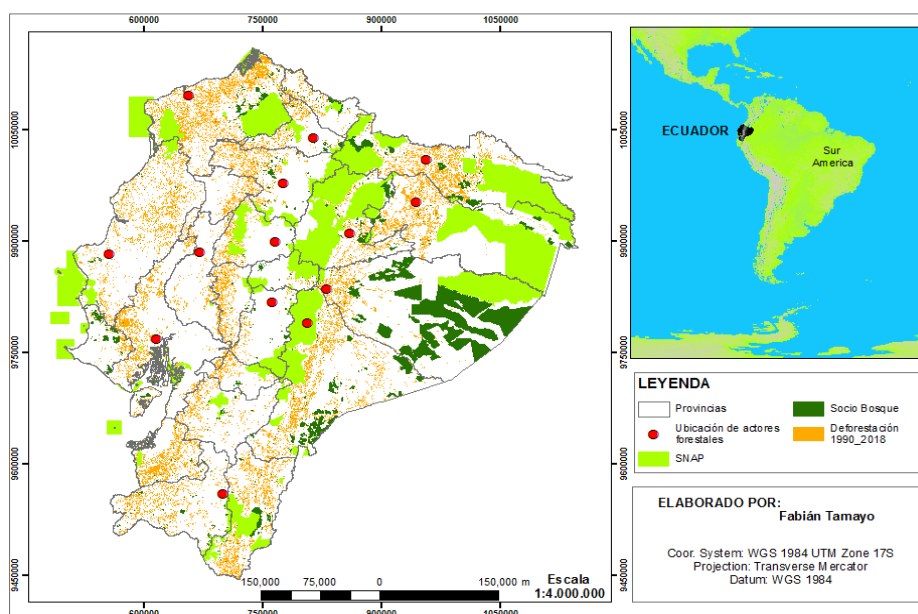 600000 750000 900000 1050000
10050000 10050000
9900000 9900000
9750000 9750000
9600000 9600000
9450000 9450000
600000 750000 900000 1050000
150,000 75,000 0 150,000 m
Escala
1:4.000.000
ECUADOR
Sur
America
LEYENDA
Provincias
Ubicación de actores
forestales
SNAP
Socio Bosque
Deforestación
1990_2018
ELABORADO POR:
Fabián Tamayo
Coor. System: WGS 1984 UTM Zone 17S
Projection: Transverse Mercator
Datum: WGS 1984